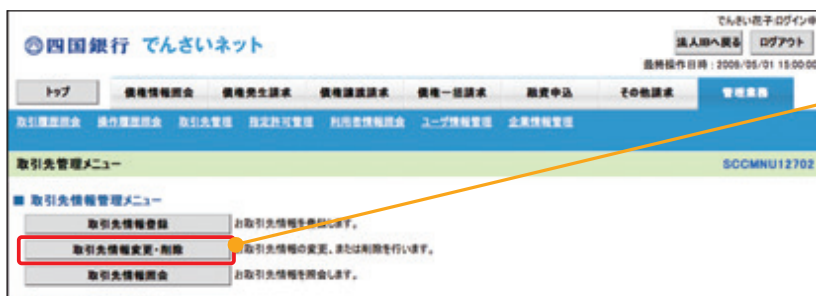 でんさい花子:ログイン中
四国銀行 でんさいネット
法人IBへ戻る ログアウト
最終操作日時:2009/05/01 15:00:00
トップ 債権情報照会 債権発生請求 債権譲渡請求 債権一括請求 融資申込 その他請求 管理業務
取引履歴照会 操作履歴照会 取引先管理 指定許可管理 利用者情報照会 ユーザ情報管理 企業情報管理
取引先管理メニュー SCCMNU12702
■ 取引先情報管理メニュー
取引先情報登録 お取引先情報を登録します。
取引先情報変更・削除 お取引先情報の変更、または削除を行います。
取引先情報照会 お取引先情報を照会します。